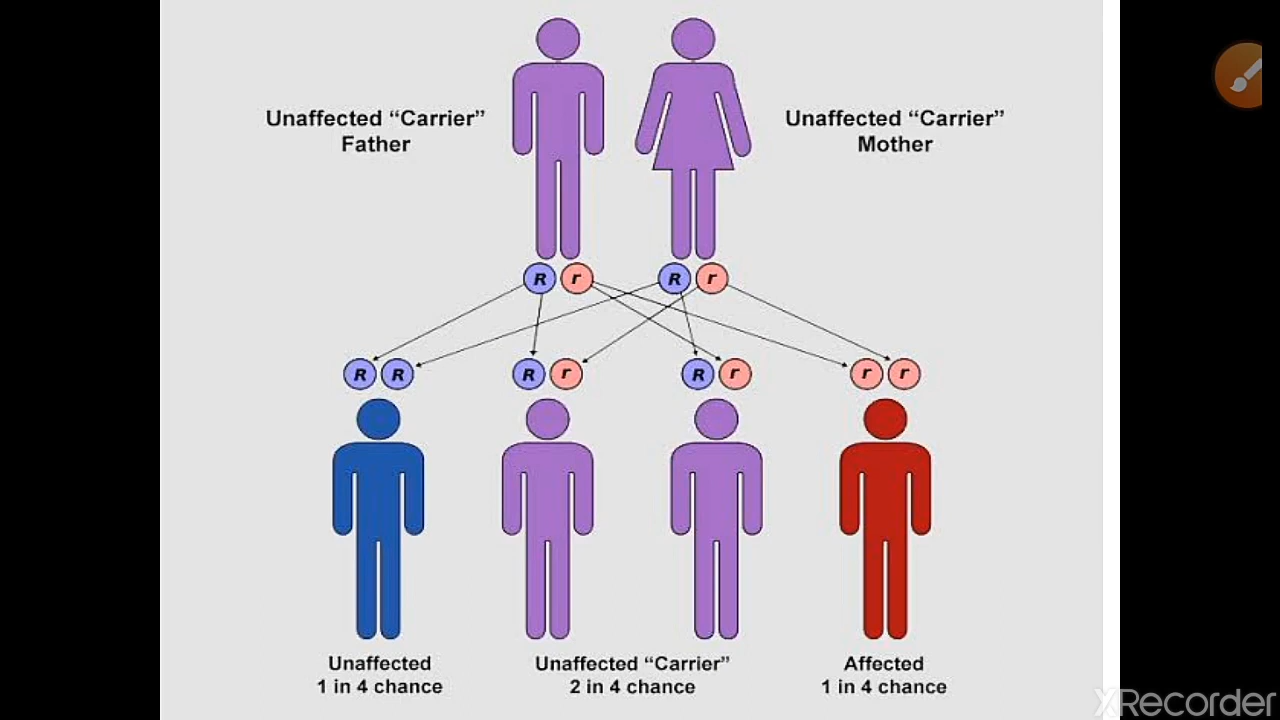 Unaffected “Carrier”
Father
Unaffected “Carrier”
Mother
R r R r
R R R r R r r r
Unaffected
1 in 4 chance
Unaffected “Carrier”
2 in 4 chance
Affected
1 in 4 chance
XRecorder